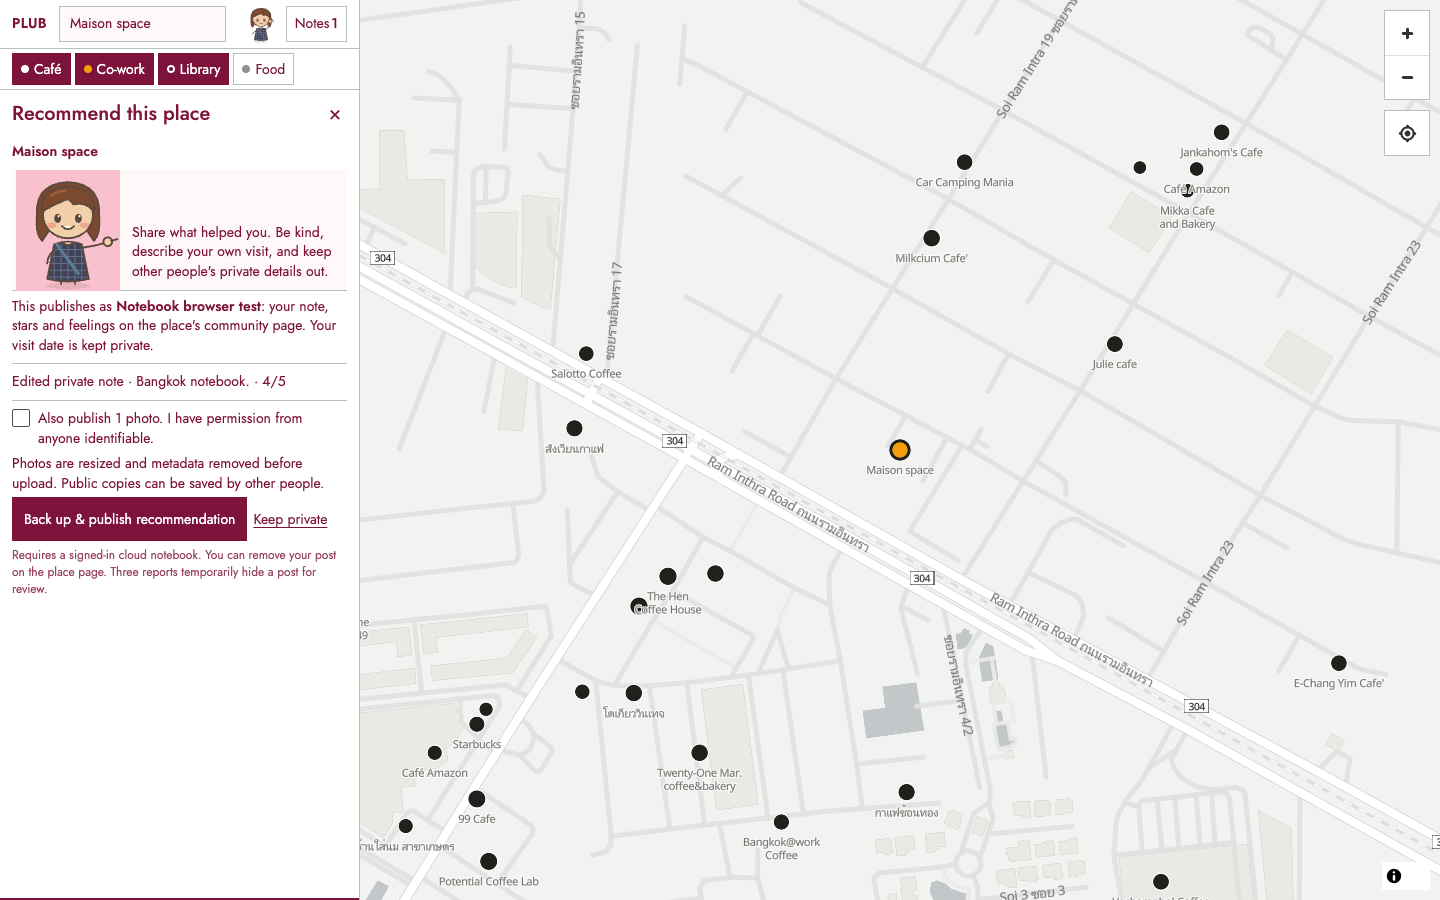 PLUB
Maison space
Notes 1
Café
Co-work
Library
Food
Recommend this place
×
Maison space
Share what helped you. Be kind,
describe your own visit, and keep
other people's private details out.
This publishes as Notebook browser test: your note,
stars and feelings on the place's community page. Your
visit date is kept private.
Edited private note · Bangkok notebook. · 4/5
Also publish 1 photo. I have permission from
anyone identifiable.
Photos are resized and metadata removed before
upload. Public copies can be saved by other people.
Back up & publish recommendation
Keep private
Requires a signed-in cloud notebook. You can remove your post
on the place page. Three reports temporarily hide a post for
review.
ซอยรามอินทรา 15
Soi Ram Intra 19
Jankahom's Cafe
Car Camping Mania
Café Amazon
Mikka Cafe
and Bakery
Milkcium Cafe'
304
Soi Ram Intra 23
ซอยรามอินทรา 17
Julie cafe
Salotto Coffee
สังเวียนกาแฟ
304
Maison space
Ram Inthra Road ถนนรามอินทรา
Soi Ram Intra 23
304
The Hen
Coffee House
Ram Inthra Road ถนนรามอินทรา
ซอยรามอินทรา 4/2
E-Chang Yim Cafe'
304
โตเกียววินเทจ
Starbucks
Café Amazon
Twenty-One Mar.
coffee&bakery
99 Cafe
กาแฟช้อนทอง
Bangkok@work
Coffee
Potential Coffee Lab
Soi 3 ซอย 3